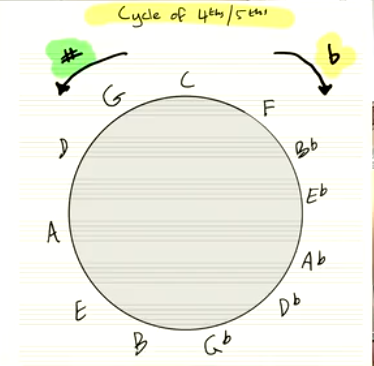 Cycle of 4ths/5ths
# b
C
G F
D Bb
A Eb
E Ab
B Gb Db